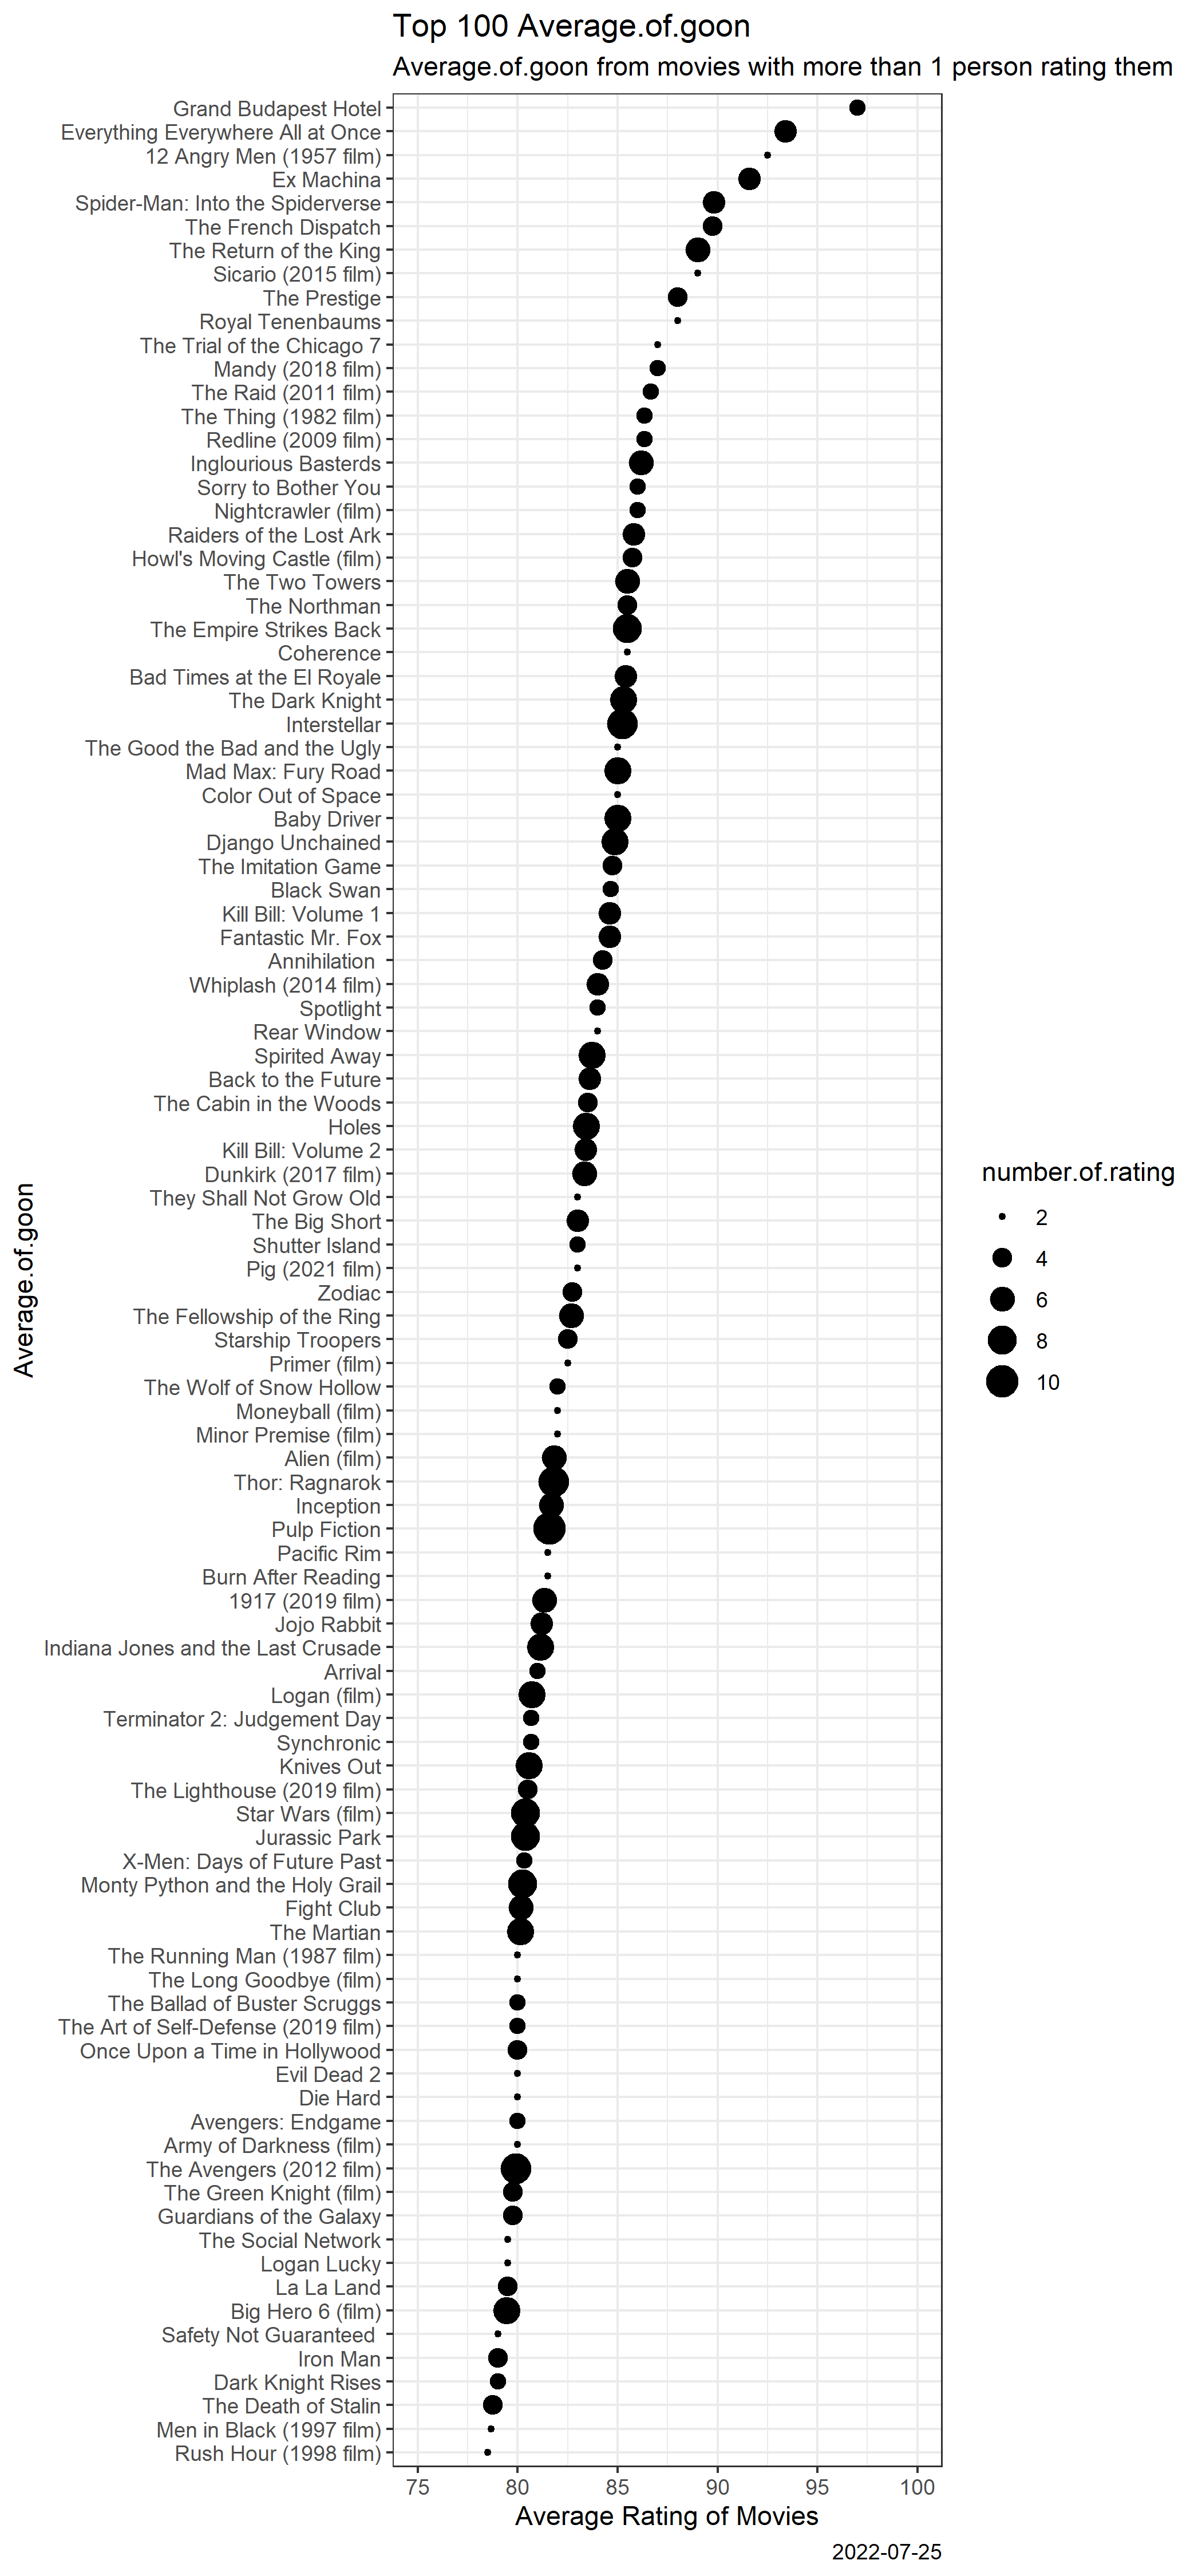 Top 100 Average.of.goon
Average.of.goon from movies with more than 1 person rating them
Grand Budapest Hotel
Everything Everywhere All at Once
12 Angry Men (1957 film)
Ex Machina
Spider-Man: Into the Spiderverse
The French Dispatch
The Return of the King
Sicario (2015 film)
The Prestige
Royal Tenenbaums
The Trial of the Chicago 7
Mandy (2018 film)
The Raid (2011 film)
The Thing (1982 film)
Redline (2009 film)
Inglourious Basterds
Sorry to Bother You
Nightcrawler (film)
Raiders of the Lost Ark
Howl's Moving Castle (film)
The Two Towers
The Northman
The Empire Strikes Back
Coherence
Bad Times at the El Royale
The Dark Knight
Interstellar
The Good the Bad and the Ugly
Mad Max: Fury Road
Color Out of Space
Baby Driver
Django Unchained
The Imitation Game
Black Swan
Kill Bill: Volume 1
Fantastic Mr. Fox
Annihilation
Whiplash (2014 film)
Spotlight
Rear Window
Spirited Away
Back to the Future
The Cabin in the Woods
Holes
Kill Bill: Volume 2
Dunkirk (2017 film)
They Shall Not Grow Old
The Big Short
Shutter Island
Pig (2021 film)
Zodiac
The Fellowship of the Ring
Starship Troopers
Primer (film)
The Wolf of Snow Hollow
Moneyball (film)
Minor Premise (film)
Alien (film)
Thor: Ragnarok
Inception
Pulp Fiction
Pacific Rim
Burn After Reading
1917 (2019 film)
Jojo Rabbit
Indiana Jones and the Last Crusade
Arrival
Logan (film)
Terminator 2: Judgement Day
Synchronic
Knives Out
The Lighthouse (2019 film)
Star Wars (film)
Jurassic Park
X-Men: Days of Future Past
Monty Python and the Holy Grail
Fight Club
The Martian
The Running Man (1987 film)
The Long Goodbye (film)
The Ballad of Buster Scruggs
The Art of Self-Defense (2019 film)
Once Upon a Time in Hollywood
Evil Dead 2
Die Hard
Avengers: Endgame
Army of Darkness (film)
The Avengers (2012 film)
The Green Knight (film)
Guardians of the Galaxy
The Social Network
Logan Lucky
La La Land
Big Hero 6 (film)
Safety Not Guaranteed
Iron Man
Dark Knight Rises
The Death of Stalin
Men in Black (1997 film)
Rush Hour (1998 film)
Average.of.goon
75 80 85 90 95 100
Average Rating of Movies
number.of.rating
2
4
6
8
10
2022-07-25